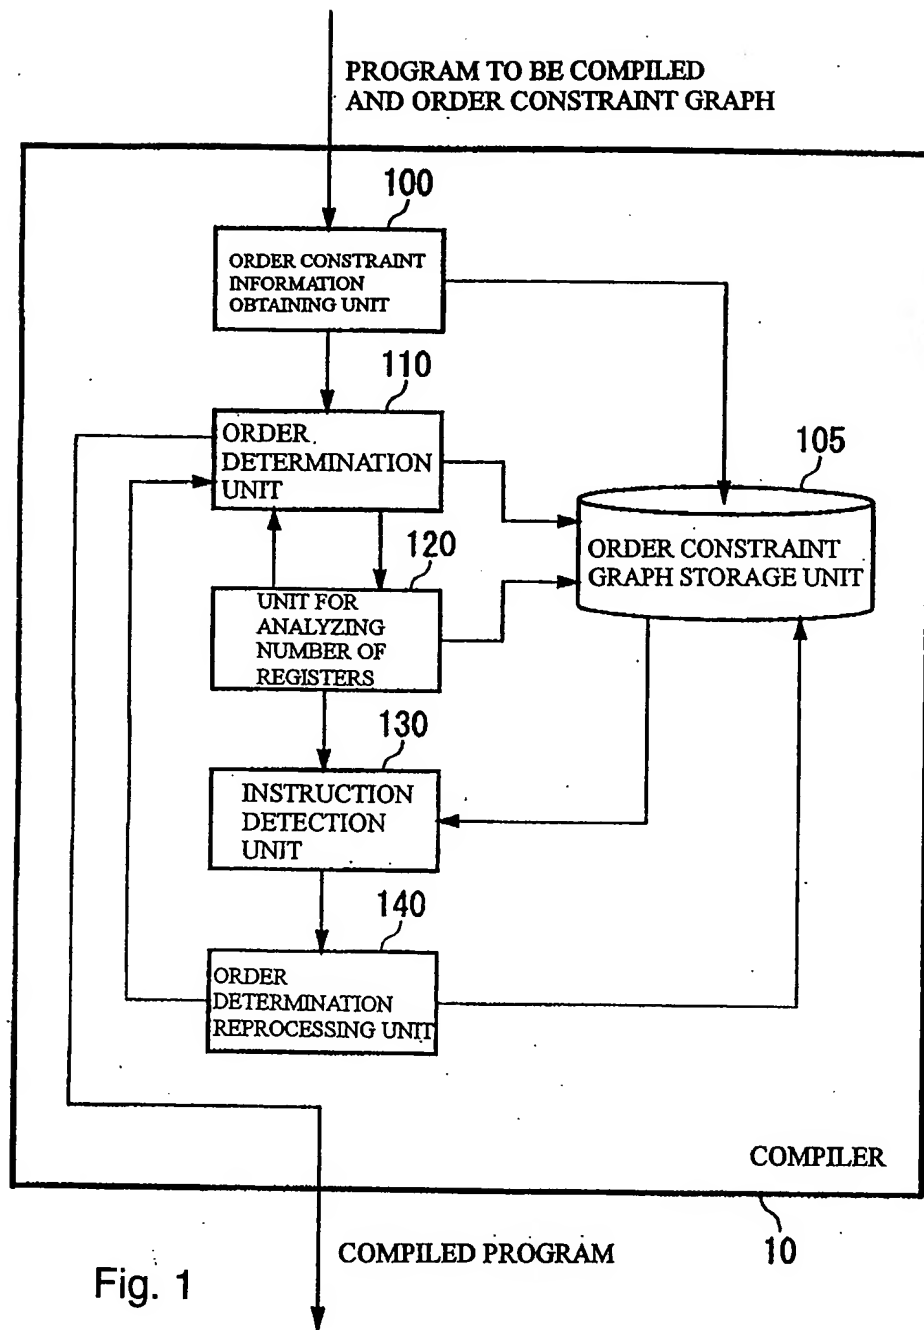 PROGRAM TO BE COMPILED
AND ORDER CONSTRAINT GRAPH
100
ORDER CONSTRAINT
INFORMATION
OBTAINING UNIT
110
ORDER
DETERMINATION
UNIT
105
ORDER CONSTRAINT
GRAPH STORAGE UNIT
120
UNIT FOR
ANALYZING
NUMBER OF
REGISTERS
130
INSTRUCTION
DETECTION
UNIT
140
ORDER
DETERMINATION
REPROCESSING UNIT
COMPILER
10
COMPILED PROGRAM
Fig. 1